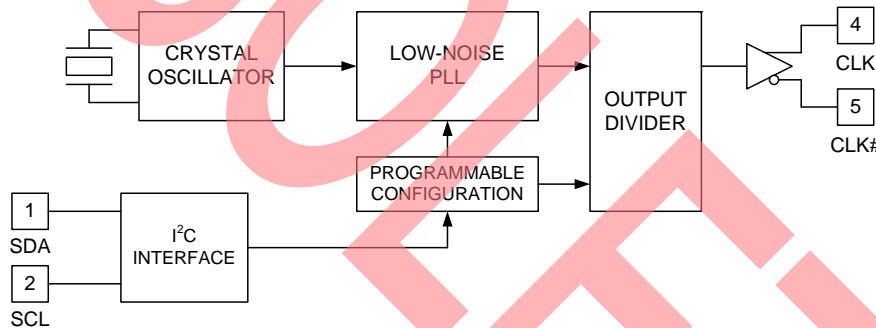 CRYSTAL
OSCILLATOR
LOW-NOISE
PLL
OUTPUT
DIVIDER
4
CLK
5
CLK#
PROGRAMMABLE
CONFIGURATION
1
SDA
I²C
INTERFACE
2
SCL